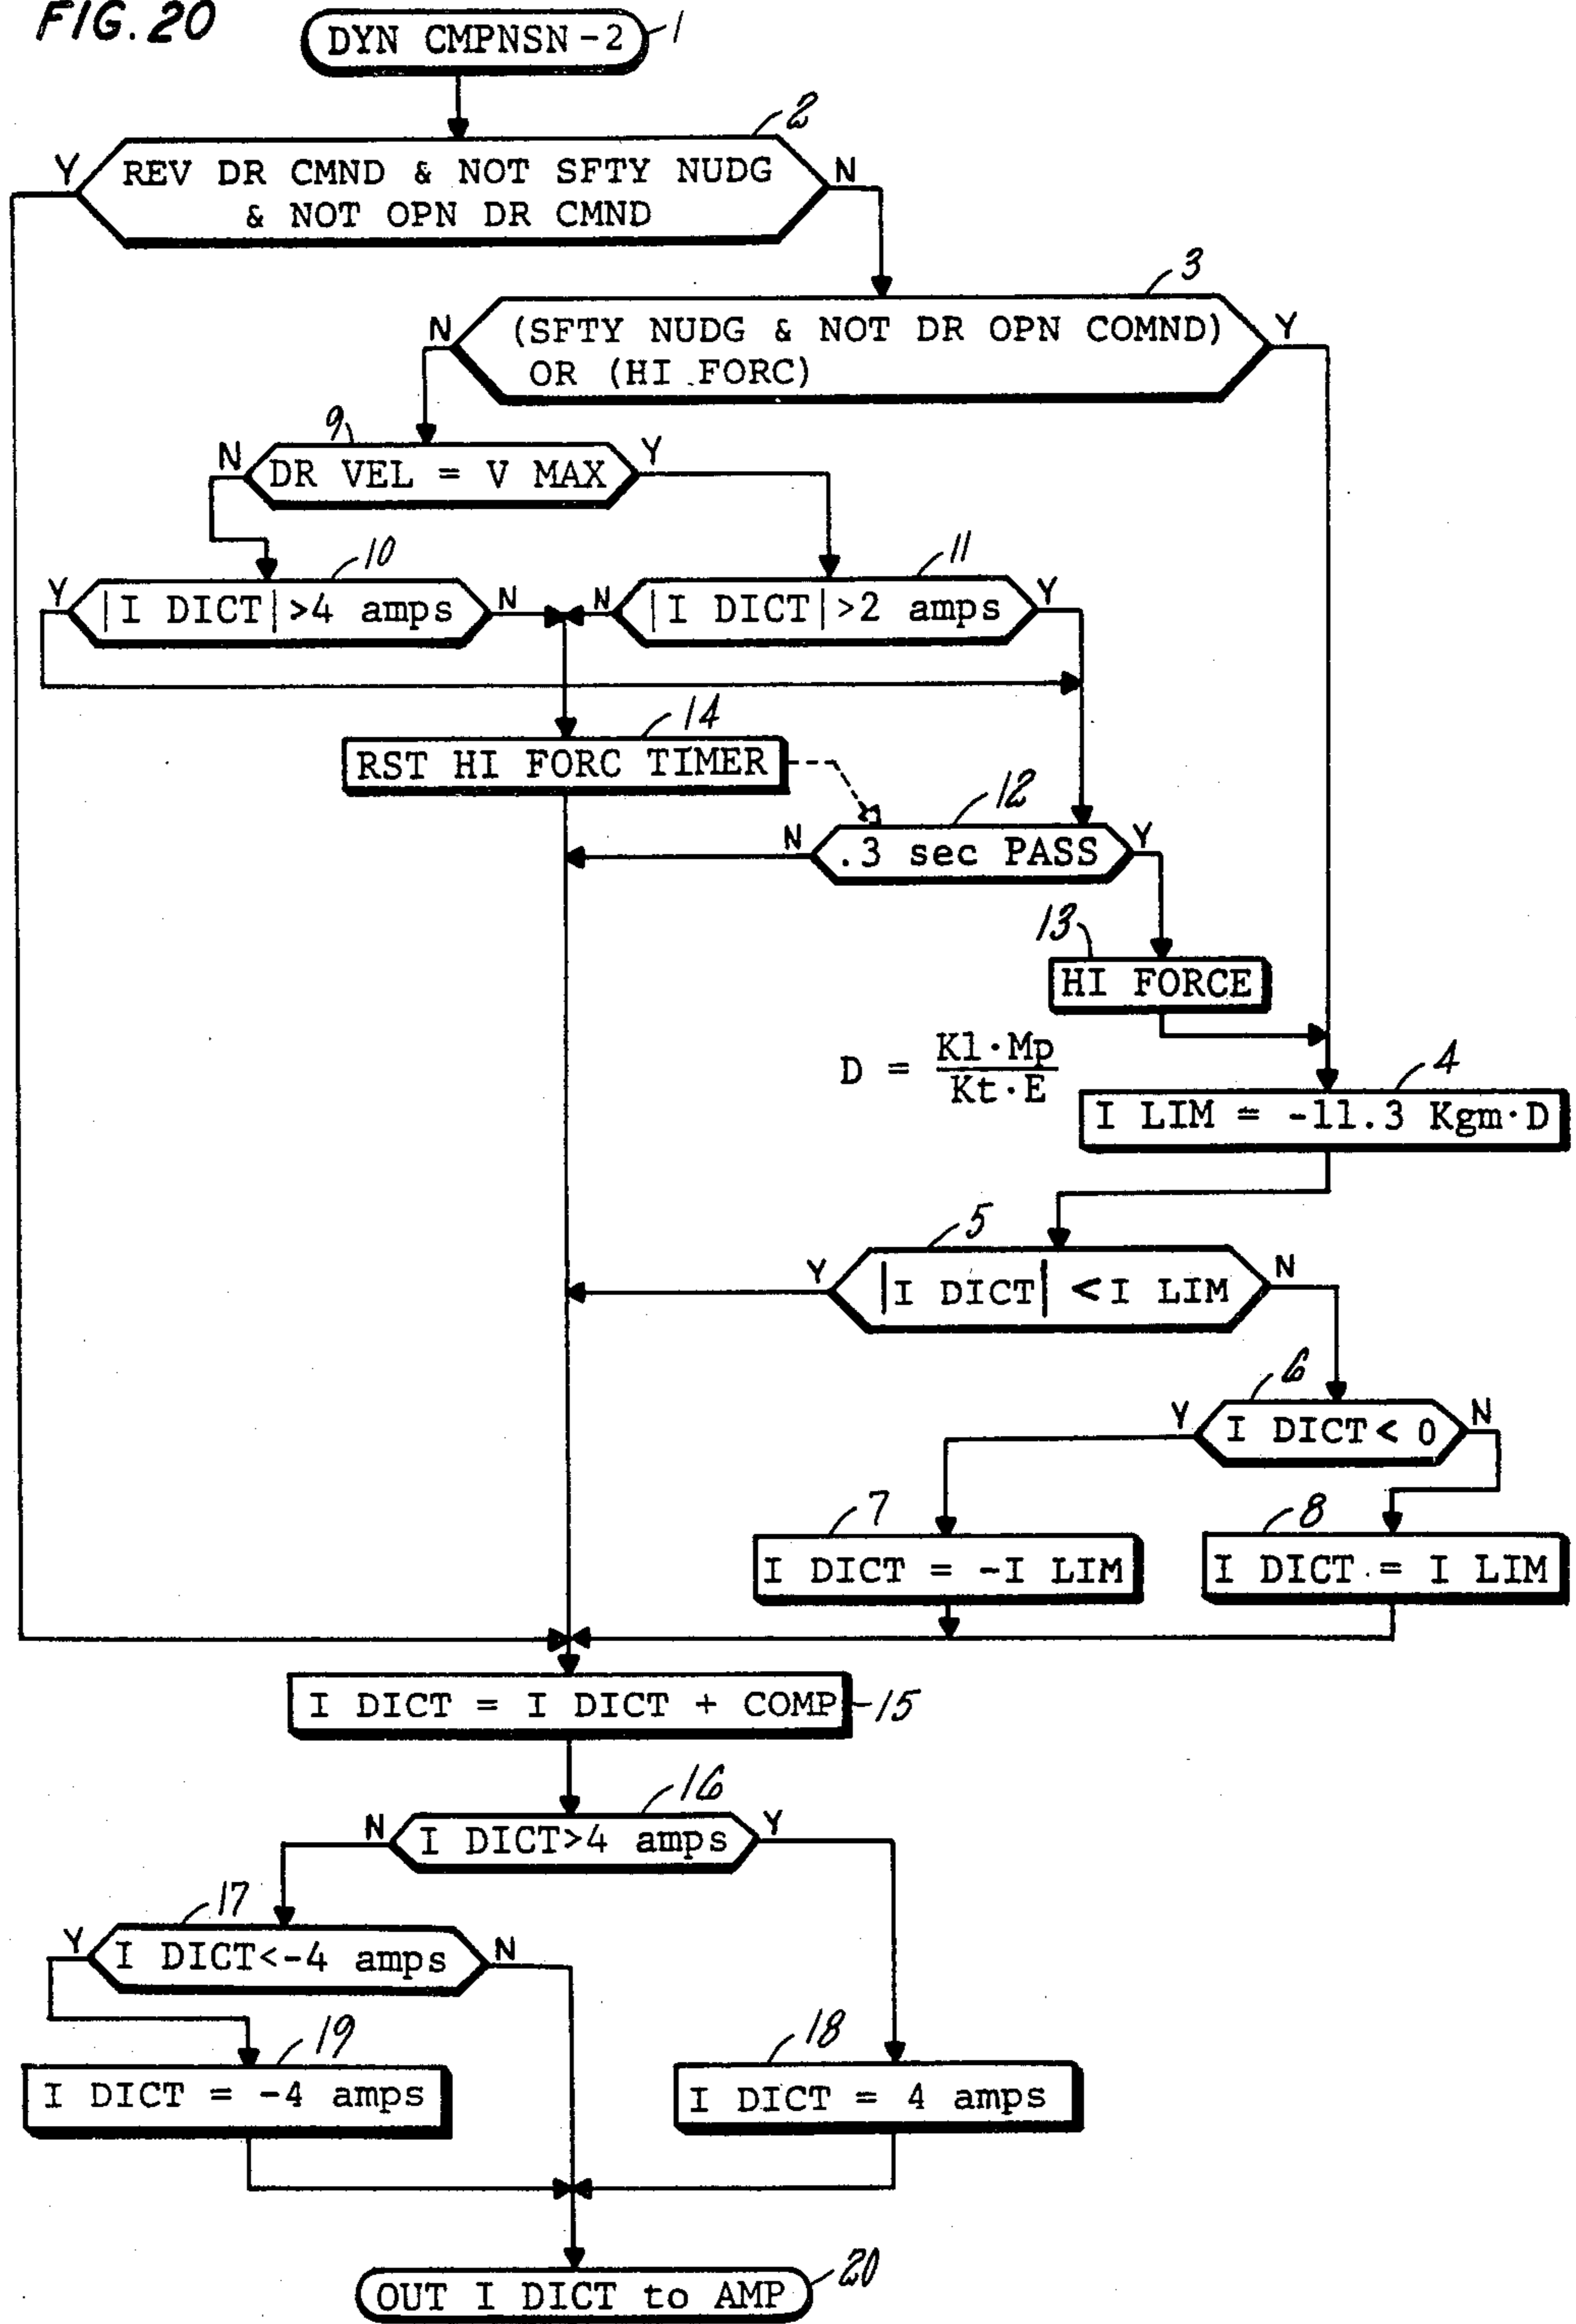 FIG. 20
DYN CMPNSN-2
1
2
Y
REV DR CMND & NOT SFTY NUDG
& NOT OPN DR CMND
N
3
N
(SFTY NUDG & NOT DR OPN COMND)
OR (HI FORC)
Y
9
N
DR VEL = V MAX
Y
10
11
Y
|I DICT|>4 amps
N
N
|I DICT|>2 amps
Y
14
RST HI FORC TIMER
12
N
.3 sec PASS
Y
13
HI FORCE
D = K1·Mp
Kt·E
4
I LIM = -11.3 Kgm·D
5
Y
|I DICT| < I LIM
N
6
Y
I DICT< 0
N
7
8
I DICT = -I LIM
I DICT = I LIM
I DICT = I DICT + COMP
15
16
N
I DICT>4 amps
Y
17
Y
I DICT<-4 amps
N
19
18
I DICT = -4 amps
I DICT = 4 amps
OUT I DICT to AMP
20